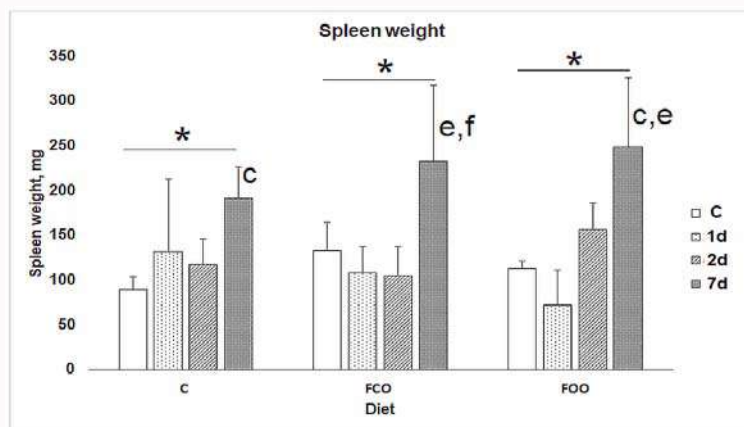 Spleen weight
350
300
250
200
150
100
50
0
Spleen weight, mg
*
c
*
e,f
*
c,e
C
1d
2d
7d
C
FCO
FOO
Diet